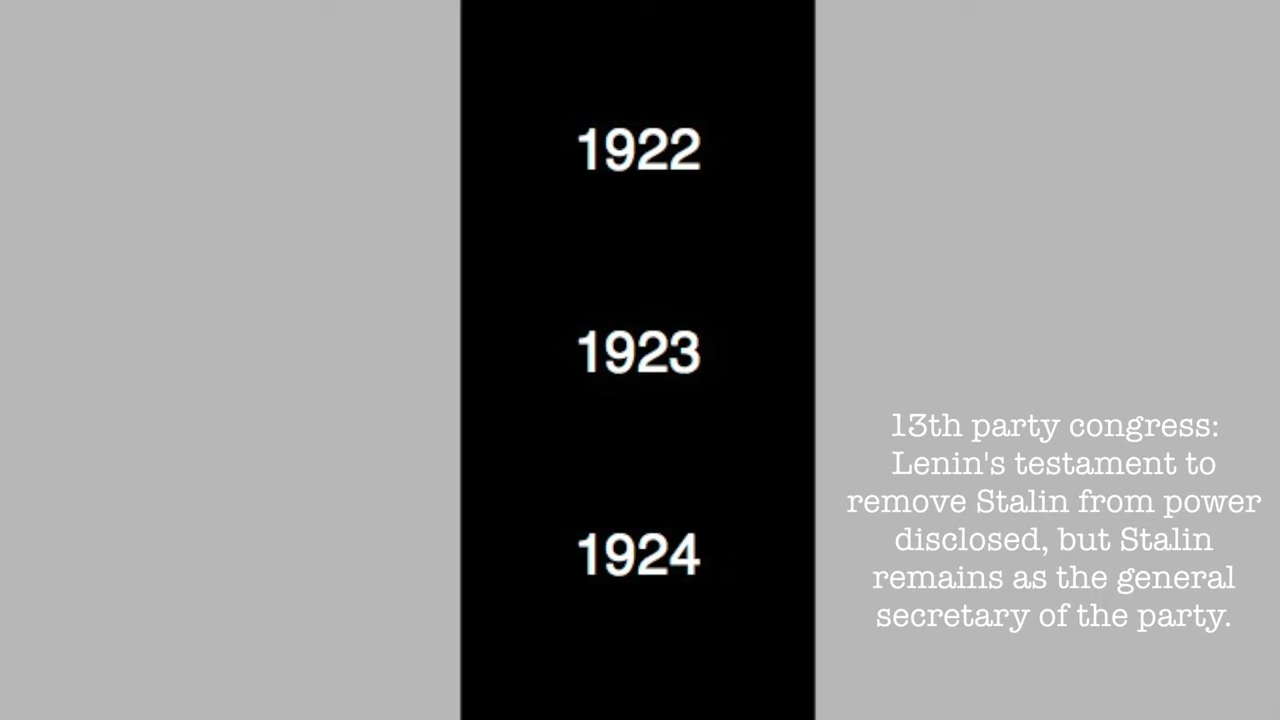 1922
1923
1924
13th party congress:
Lenin's testament to
remove Stalin from power
disclosed, but Stalin
remains as the general
secretary of the party.